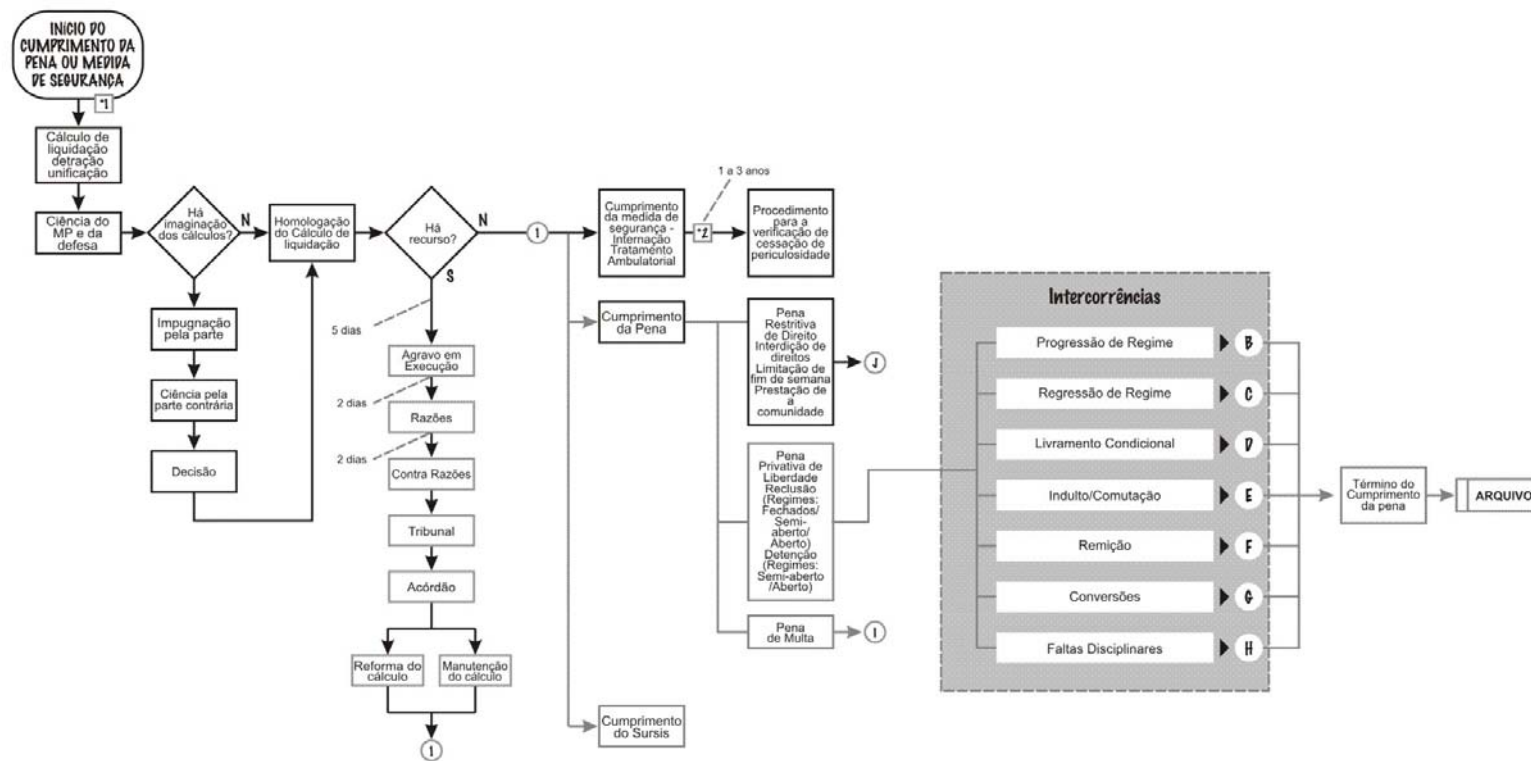 INÍCIO DO
CUMPRIMENTO DA
PENA OU MEDIDA
DE SEGURANÇA
*1
Cálculo de
liquidação
detração
unificação
Ciência do
MP e da
defesa
Há
imaginação
dos cálculos?
N
Impugnação
pela parte
Ciência pela
parte contrária
Decisão
Homologação
do Cálculo de
liquidação
Há
recurso?
N
S
5 dias
Agravo em
Execução
2 dias
Razões
2 dias
Contra Razões
Tribunal
Acórdão
Reforma do
cálculo
Manutenção
do cálculo
1
1
Cumprimento
da medida de
segurança -
Internação
Tratamento
Ambulatorial
1 a 3 anos
*2
Procedimento
para a
verificação de
cessação de
periculosidade
Cumprimento
da Pena
Pena
Restritiva
de Direito
Interdição de
direitos
Limitação de
fim de semana
Prestação de
a
comunidade
J
Pena
Privativa de
Liberdade
Reclusão
(Regimes:
Fechados/
Semi-
aberto/
Aberto)
Detenção
(Regimes:
Semi-aberto
/Aberto)
Pena
de Multa
I
Cumprimento
do Sursis
Intercorrências
Progressão de Regime B
Regressão de Regime C
Livramento Condicional D
Indulto/Comutação E
Remição F
Conversões G
Faltas Disciplinares H
Término do
Cumprimento
da pena
ARQUIVO